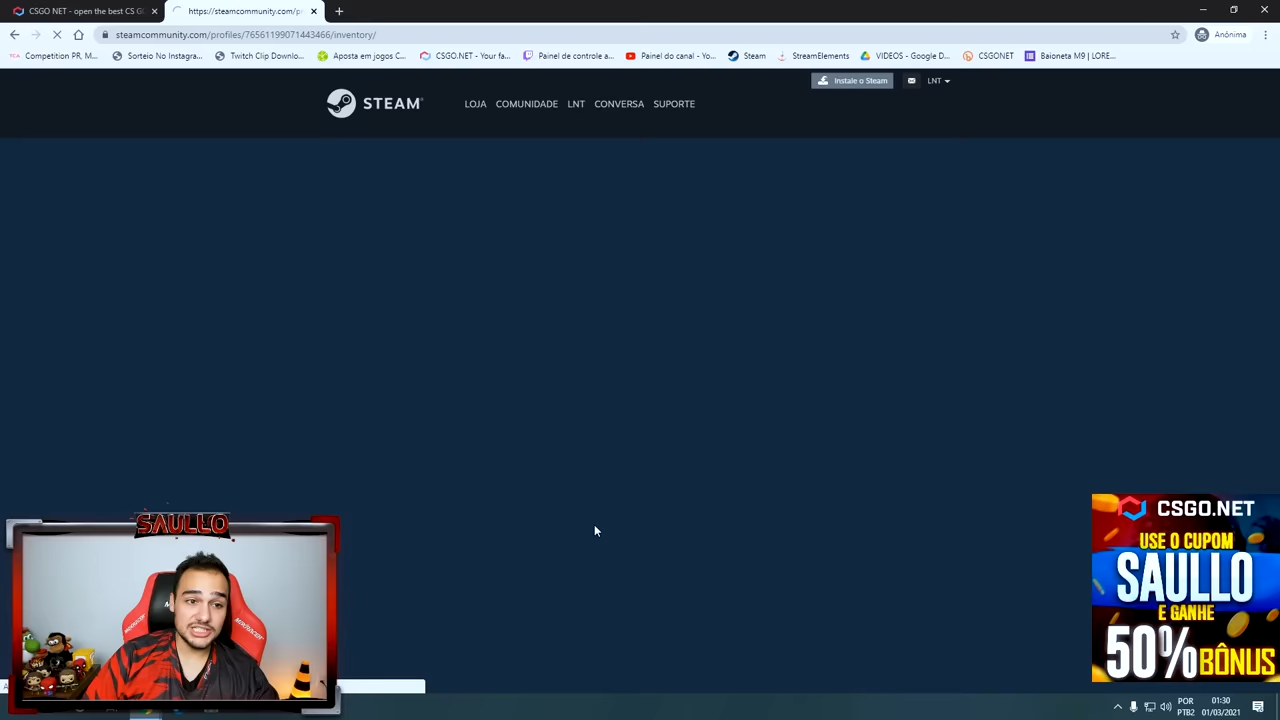 CSGO NET - open the best CS G
https://steamcommunity.com/p
steamcommunity.com/profiles/76561199071443466/inventory/
Anônima
Competition PR, M...
Sorteio No Instagra...
Twitch Clip Downlo...
Aposta em jogos C...
CSGO.NET - Your fa...
Painel de controle a...
Painel do canal - Yo...
Steam
StreamElements
VIDEOS - Google D...
CSGONET
Baioneta M9 | LORE...
Instale o Steam
LNT
STEAM
LOJA
COMUNIDADE
LNT
CONVERSA
SUPORTE
SAULLO
CSGO.NET
USE O CUPOM
SAULLO
E GANHE
50% BÔNUS
POR
PTB2
01:30
01/03/2021